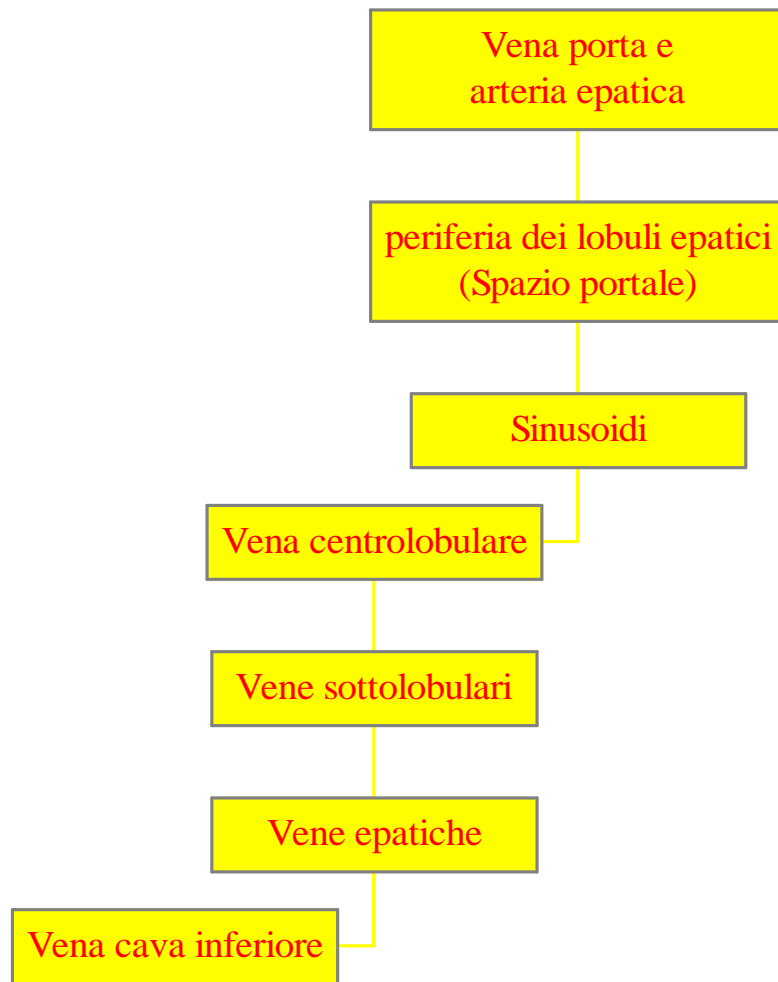 Vena porta e
arteria epatica
periferia dei lobuli epatici
(Spazio portale)
Sinusoidi
Vena centrolobulare
Vene sottolobulari
Vene epatiche
Vena cava inferiore